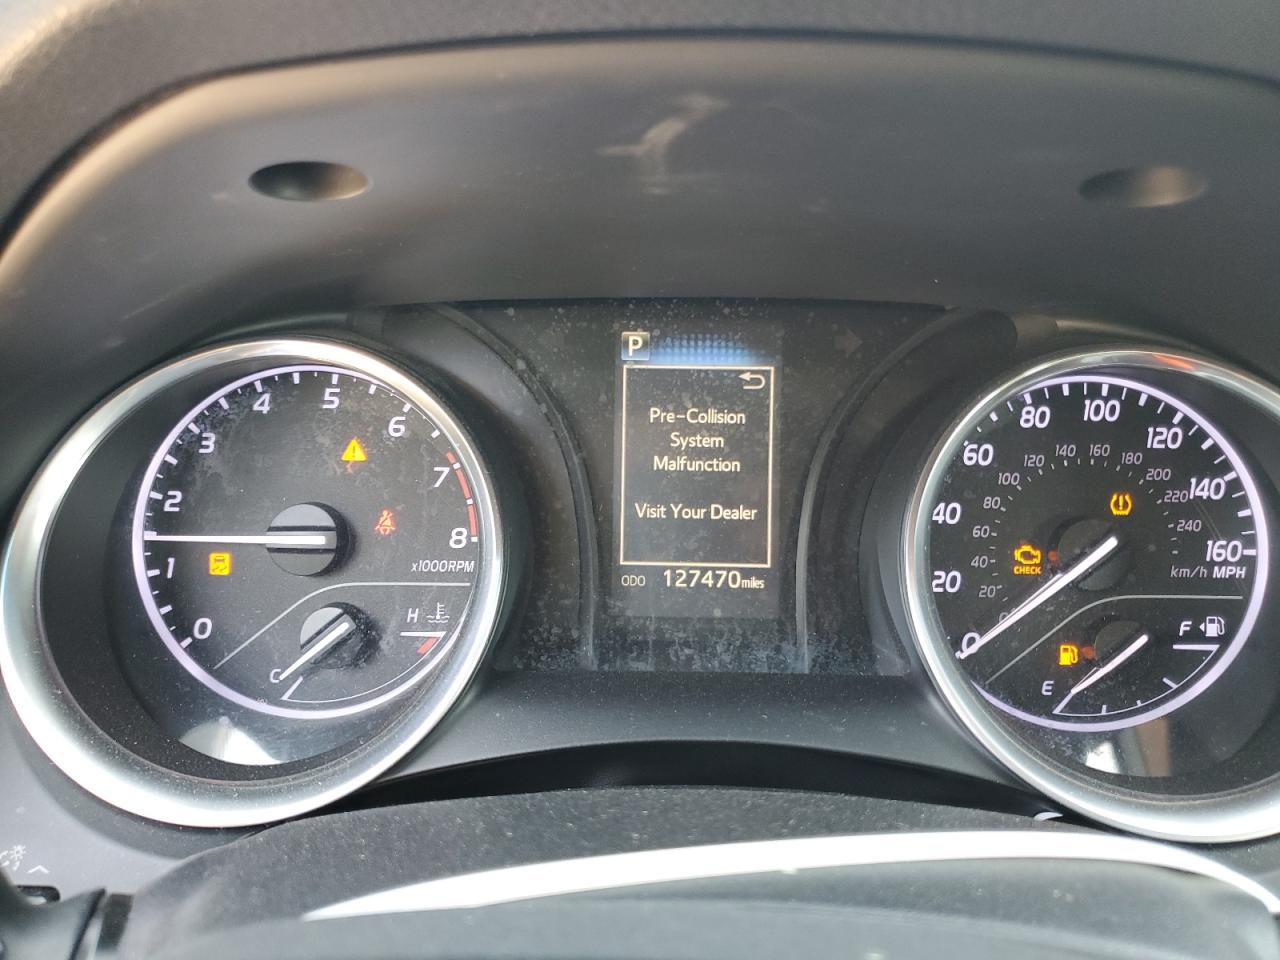 P
Pre-Collision
System
Malfunction
Visit Your Dealer
ODO 127470 miles
0
1
2
3
4
5
6
7
8
x1000RPM
H
C
0
20
40
60
80
100
120
140
160
km/h MPH
20
40
60
80
100
120
140
160
180
200
220
240
CHECK
F
E